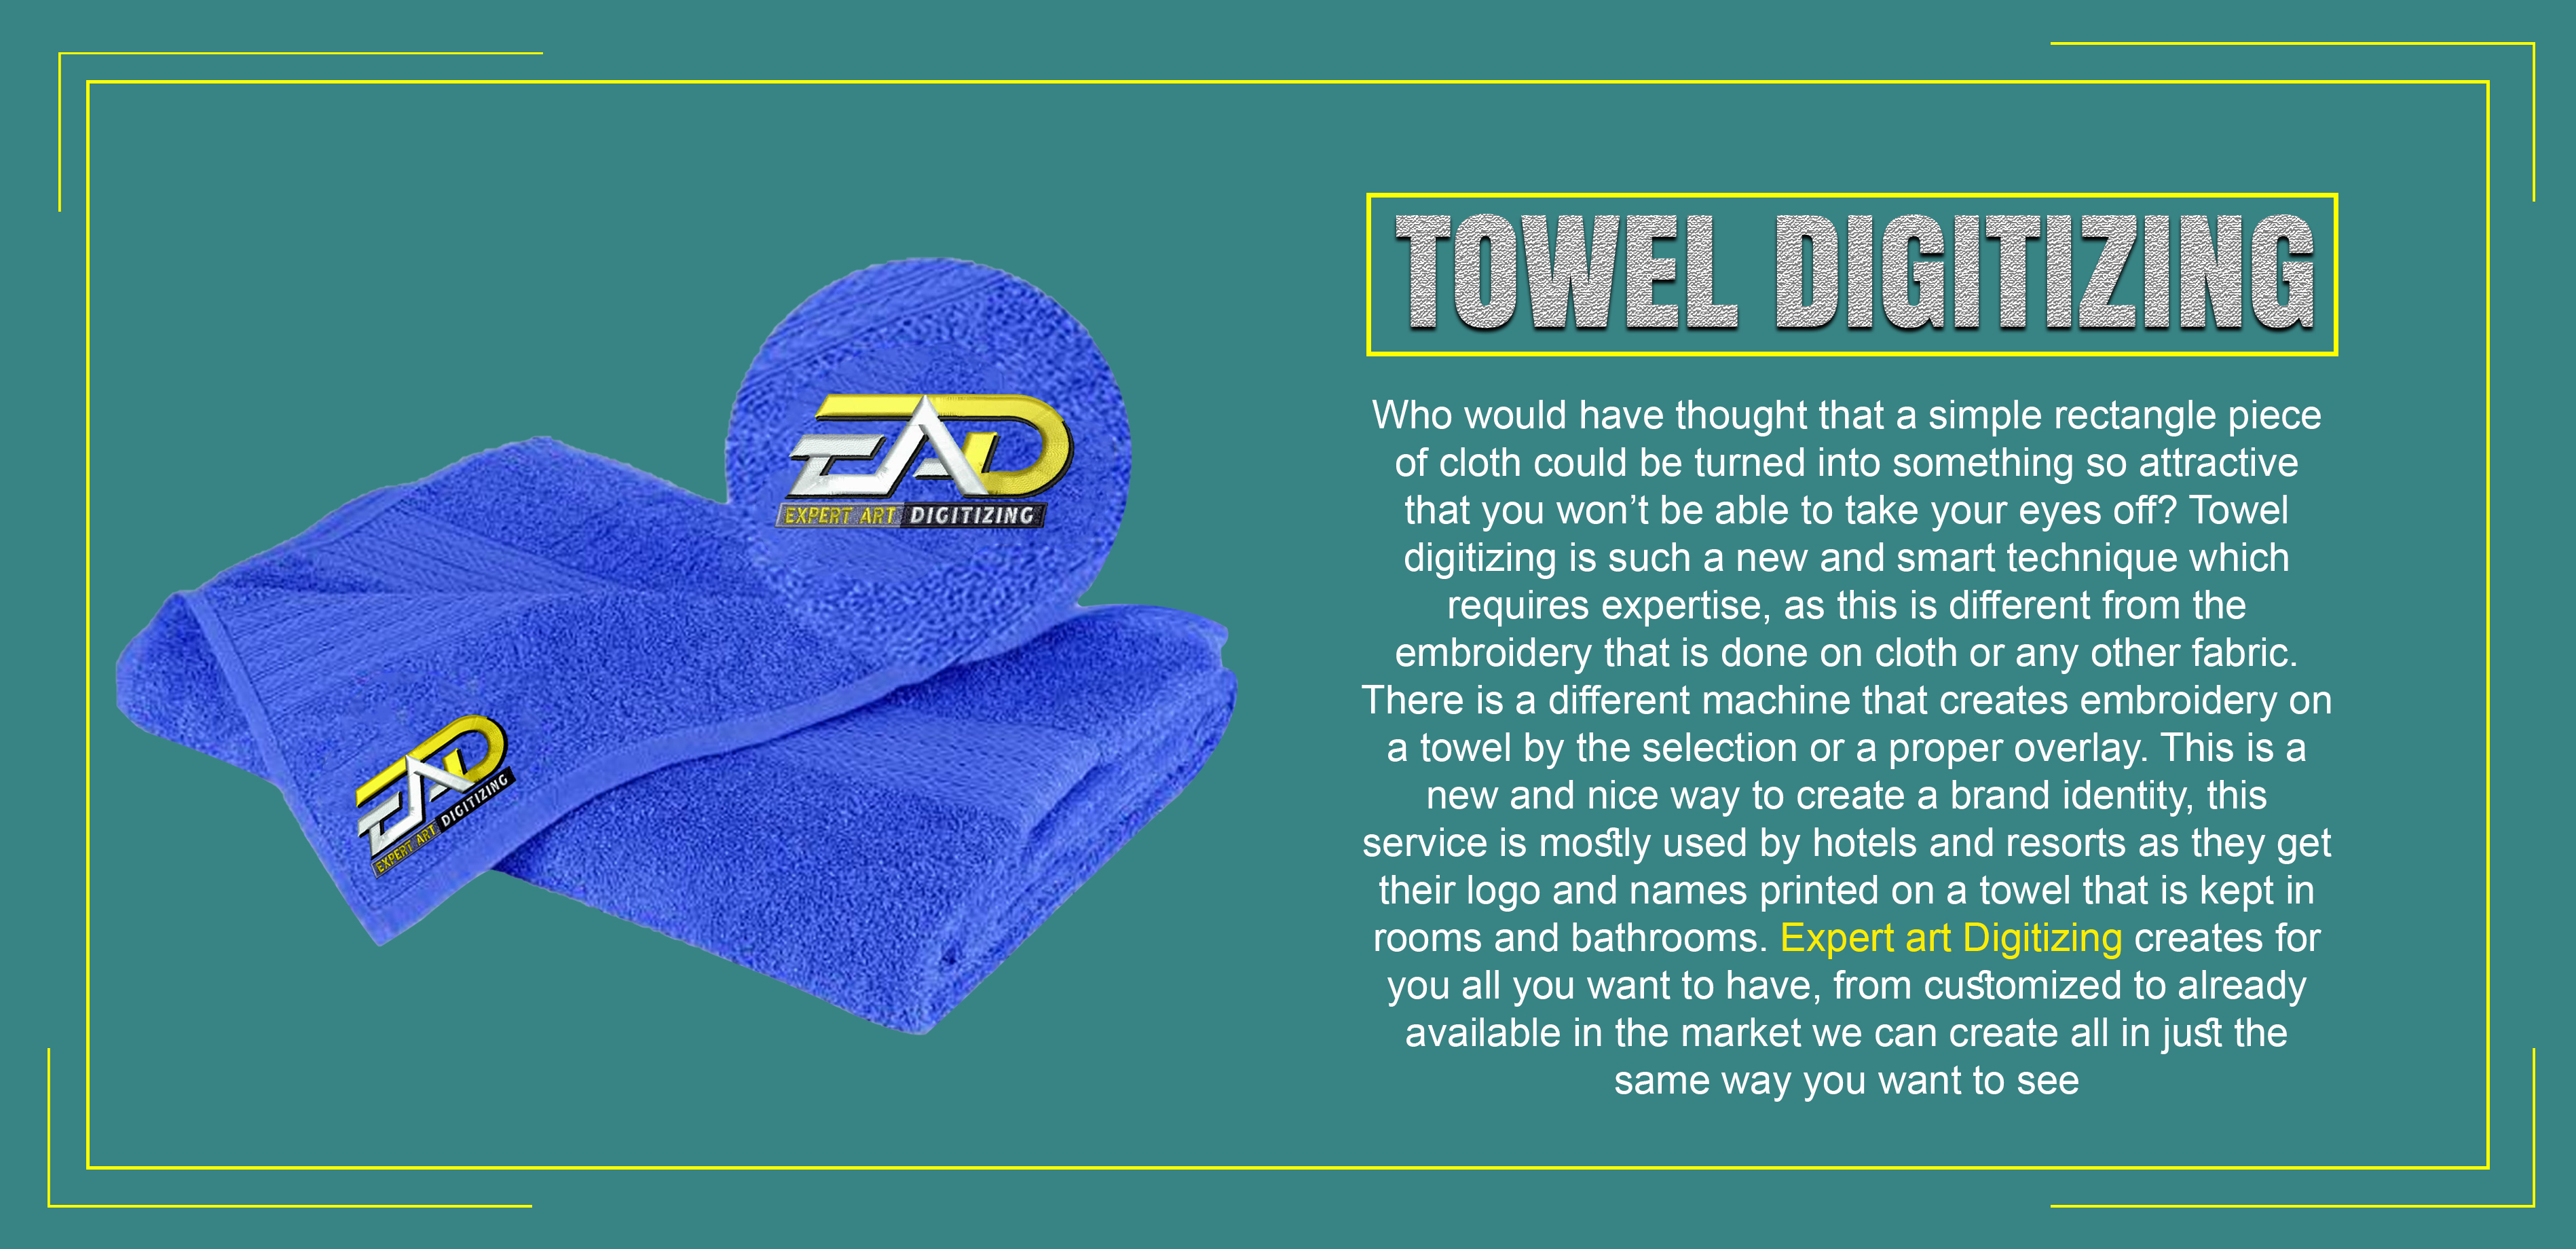 EAD
EXPERT ART DIGITIZING
EAD
EXPERT ART DIGITIZING
TOWEL DIGITIZING
Who would have thought that a simple rectangle piece
of cloth could be turned into something so attractive
that you won’t be able to take your eyes off? Towel
digitizing is such a new and smart technique which
requires expertise, as this is different from the
embroidery that is done on cloth or any other fabric.
There is a different machine that creates embroidery on
a towel by the selection or a proper overlay. This is a
new and nice way to create a brand identity, this
service is mostly used by hotels and resorts as they get
their logo and names printed on a towel that is kept in
rooms and bathrooms. Expert art Digitizing creates for
you all you want to have, from customized to already
available in the market we can create all in just the
same way you want to see